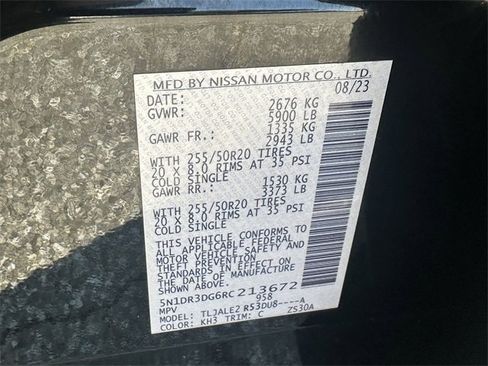 MFD BY NISSAN MOTOR CO., LTD.
DATE: 08/23
GVWR: 2676 KG
5900 LB
GAWR FR.: 1335 KG
2943 LB
WITH 255/50R20 TIRES
20 X 8.0 RIMS AT 35 PSI
COLD SINGLE
GAWR RR.: 1530 KG
3373 LB
WITH 255/50R20 TIRES
20 X 8.0 RIMS AT 35 PSI
COLD SINGLE
THIS VEHICLE CONFORMS TO
ALL APPLICABLE FEDERAL
MOTOR VEHICLE SAFETY AND
THEFT PREVENTION
STANDARDS IN EFFECT ON
THE DATE OF MANUFACTURE
5N1DR3DG6RC213672
MPV 958
MODEL: TLJALE2 R53DU8----A
COLOR: KH3 TRIM: C ZS30A